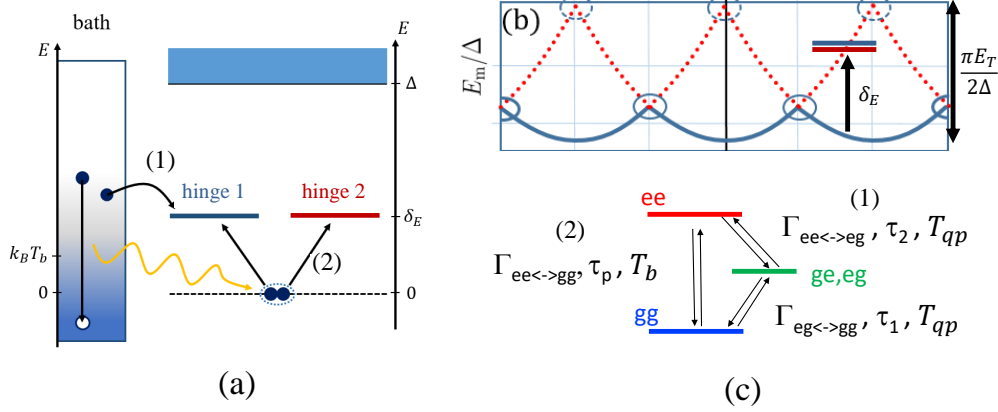 bath
E
E
Δ
(1)
hinge 1
hinge 2
δ_E
k_BT_b
(2)
0
0
(a)
(b)
E_m/Δ
δ_E
πE_T
2Δ
ee
(1)
(2)
Γ_ee<->eg , τ_2, T_qp
Γ_ee<->gg, τ_p, T_b
ge,eg
gg
Γ_eg<->gg , τ_1, T_qp
(c)